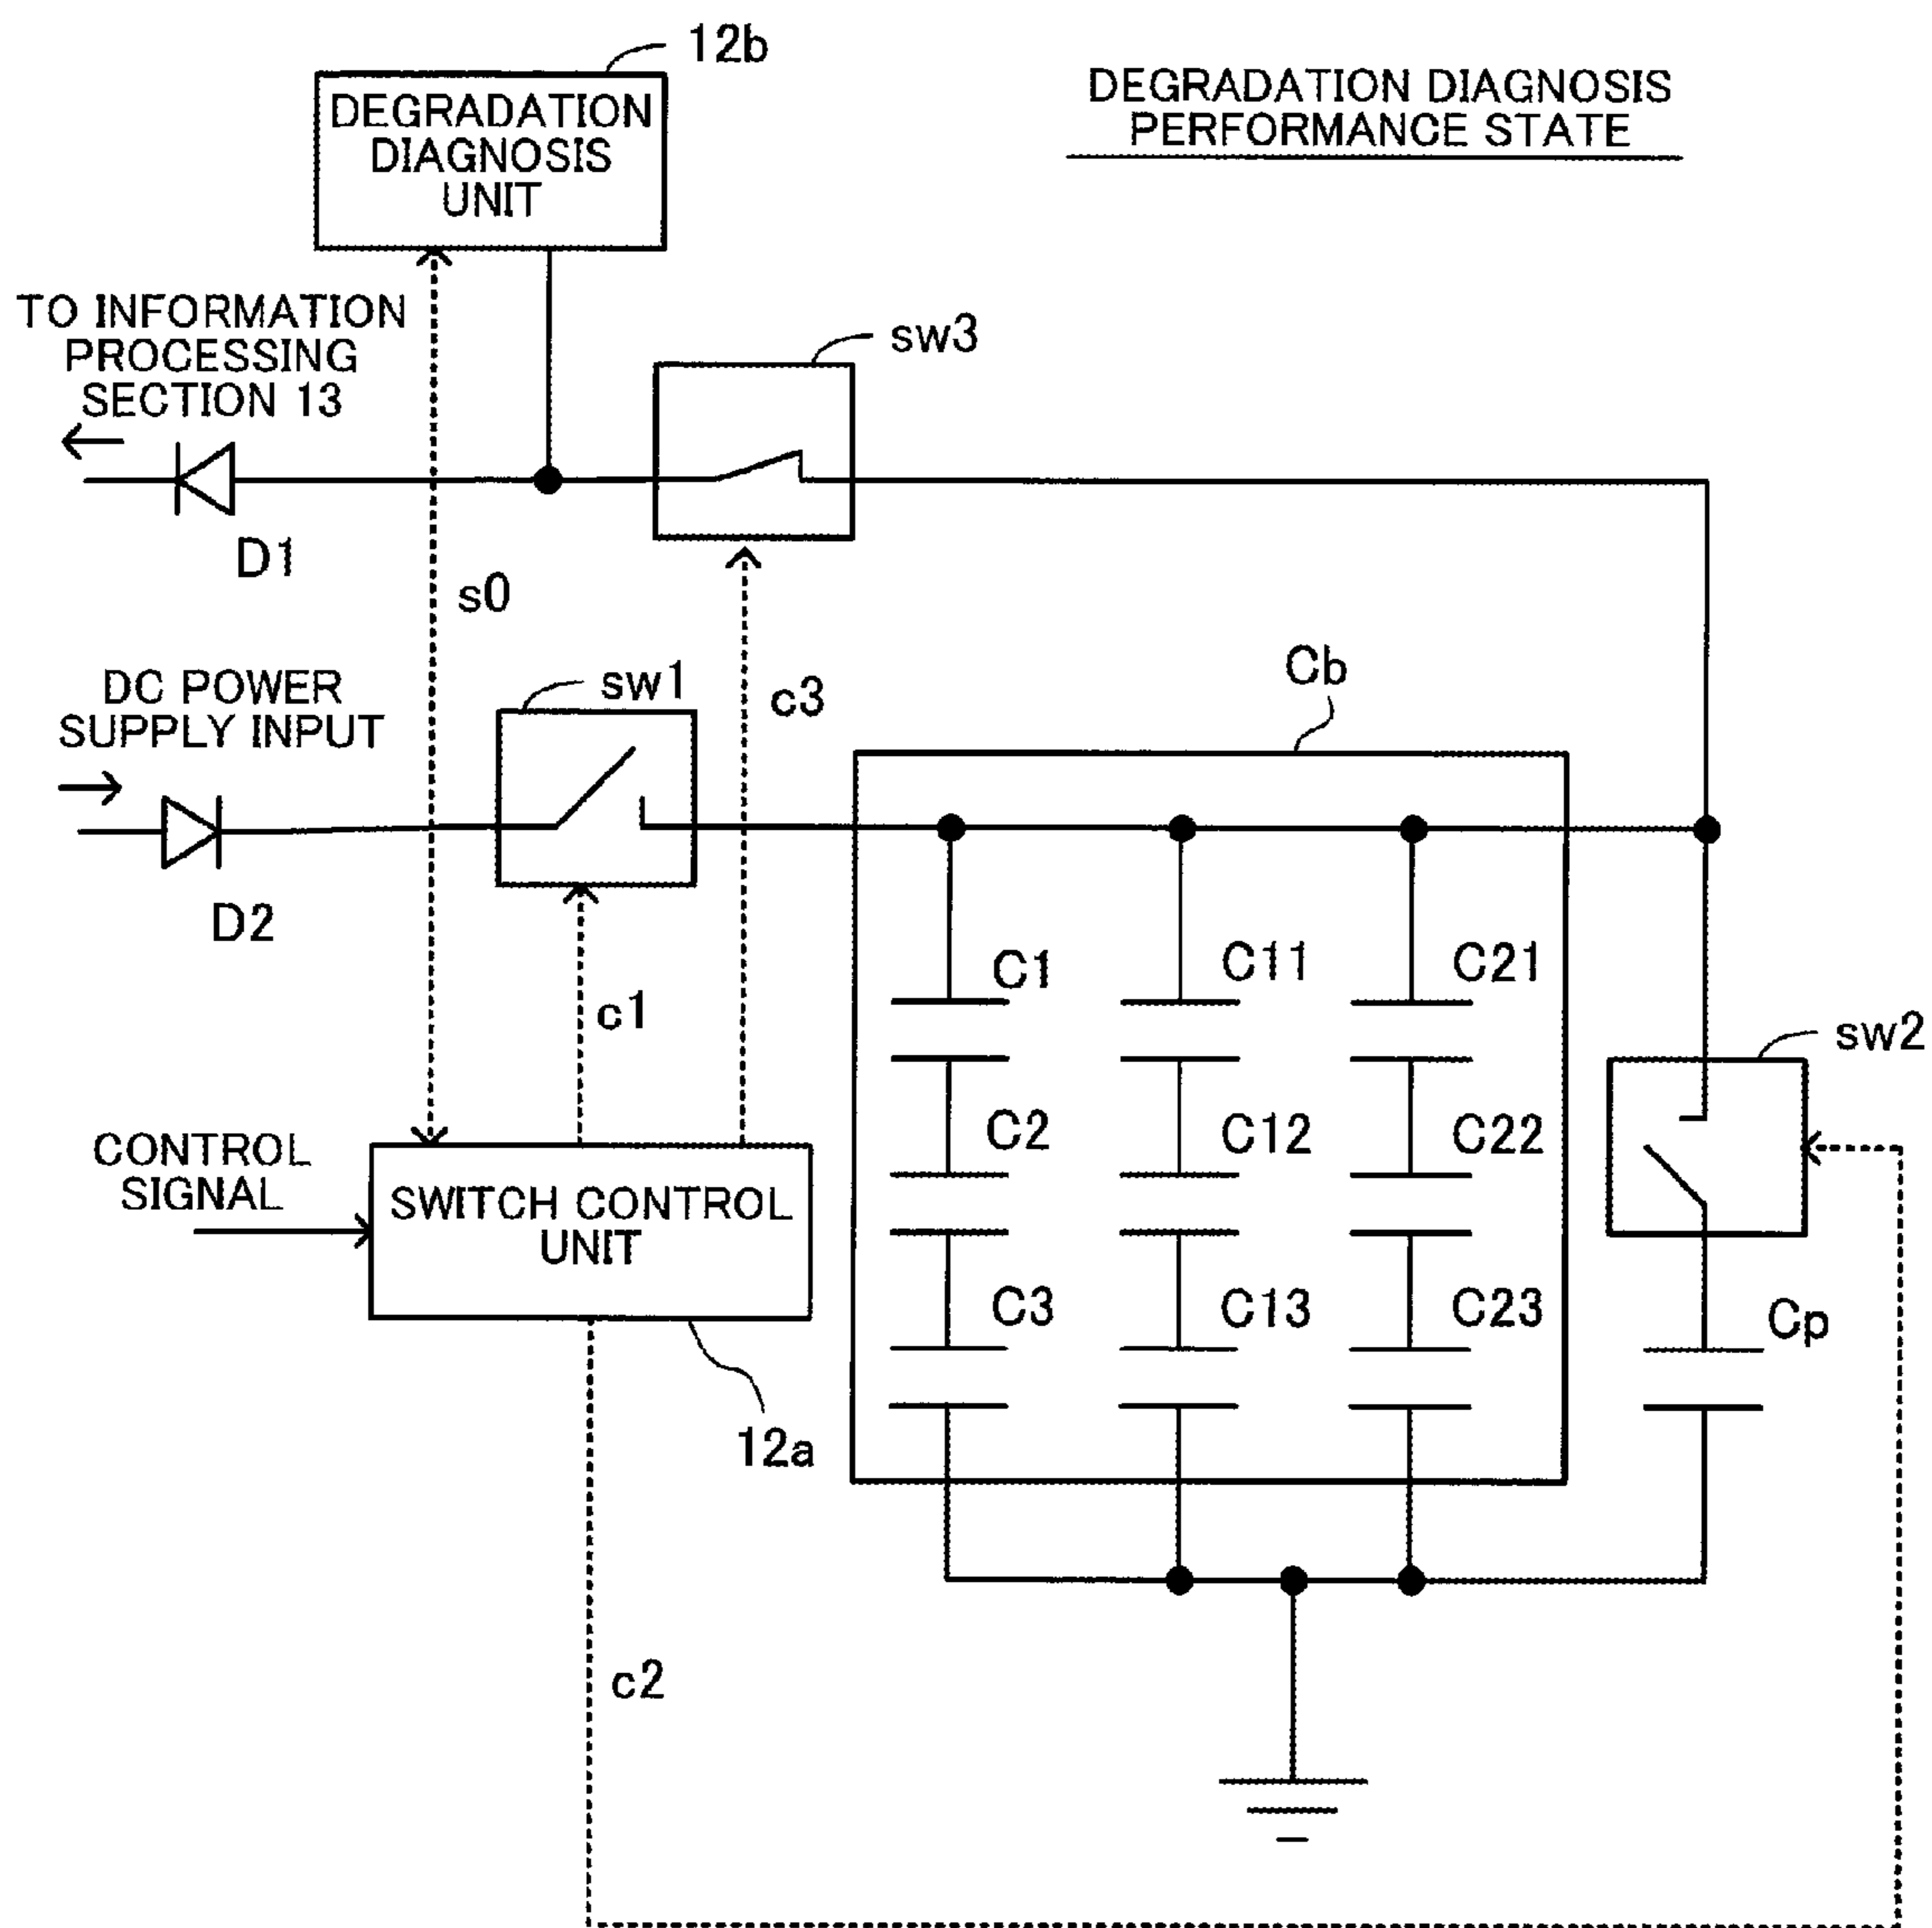 12b
DEGRADATION
DIAGNOSIS
UNIT
DEGRADATION DIAGNOSIS
PERFORMANCE STATE
TO INFORMATION
PROCESSING
SECTION 13
sw3
D1
s0
DC POWER
SUPPLY INPUT
sw1
c3
Cb
D2
C1
C11
C21
c1
sw2
CONTROL
SIGNAL
SWITCH CONTROL
UNIT
C2
C12
C22
C3
C13
C23
Cp
12a
c2